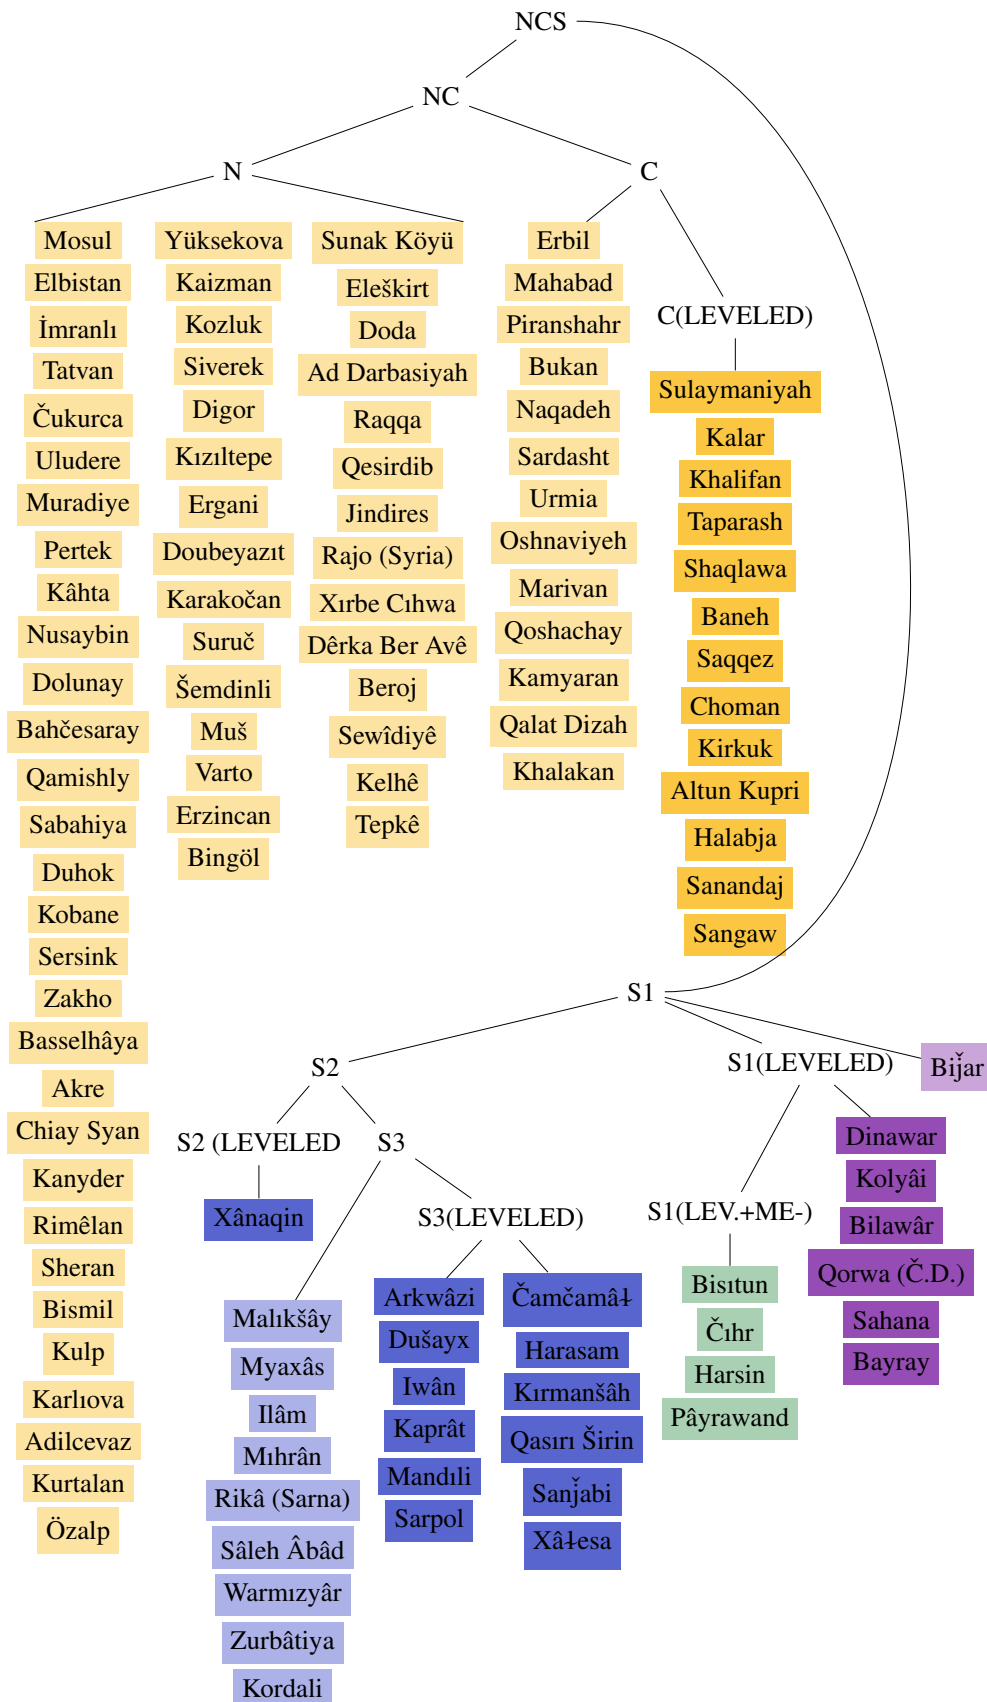 NCS
NC
N
C
Mosul
Elbistan
İmranlı
Tatvan
Čukurca
Uludere
Muradiye
Pertek
Kâhta
Nusaybin
Dolunay
Bahčesaray
Qamishly
Sabahiya
Duhok
Kobane
Sersink
Zakho
Basselhâya
Akre
Chiay Syan
Kanyder
Rimêlan
Sheran
Bismil
Kulp
Karlıova
Adilcevaz
Kurtalan
Özalp
Yüksekova
Kaizman
Kozluk
Siverek
Digor
Kızıltepe
Ergani
Doubeyazıt
Karakočan
Suruč
Šemdinli
Muš
Varto
Erzincan
Bingöl
Sunak Köyü
Eleškirt
Doda
Ad Darbasiyah
Raqqa
Qesirdib
Jindires
Rajo (Syria)
Xırbe Cıhwa
Dêrka Ber Avê
Beroj
Sewîdiyê
Kelhê
Tepkê
Erbil
Mahabad
Piranshahr
Bukan
Naqadeh
Sardasht
Urmia
Oshnaviyeh
Marivan
Qoshachay
Kamyaran
Qalat Dizah
Khalakan
C(LEVELED)
Sulaymaniyah
Kalar
Khalifan
Taparash
Shaqlawa
Baneh
Saqqez
Choman
Kirkuk
Altun Kupri
Halabja
Sanandaj
Sangaw
S1
S2
S2 (LEVELED
Xânaqin
S3
Malıkšây
Myaxâs
Ilâm
Mıhrân
Rikâ (Sarna)
Sâleh Âbâd
Warmızyâr
Zurbâtiya
Kordali
S3(LEVELED)
Arkwâzi
Dušayx
Iwân
Kaprât
Mandıli
Sarpol
Čamčamâɫ
Harasam
Kırmanšâh
Qasırı Širin
Sanǰabi
Xâɫesa
S1(LEVELED)
S1(LEV.+ME-)
Bisıtun
Čıhr
Harsin
Pâyrawand
Dinawar
Kolyâi
Bilawâr
Qorwa (Č.D.)
Sahana
Bayray
Biǰar